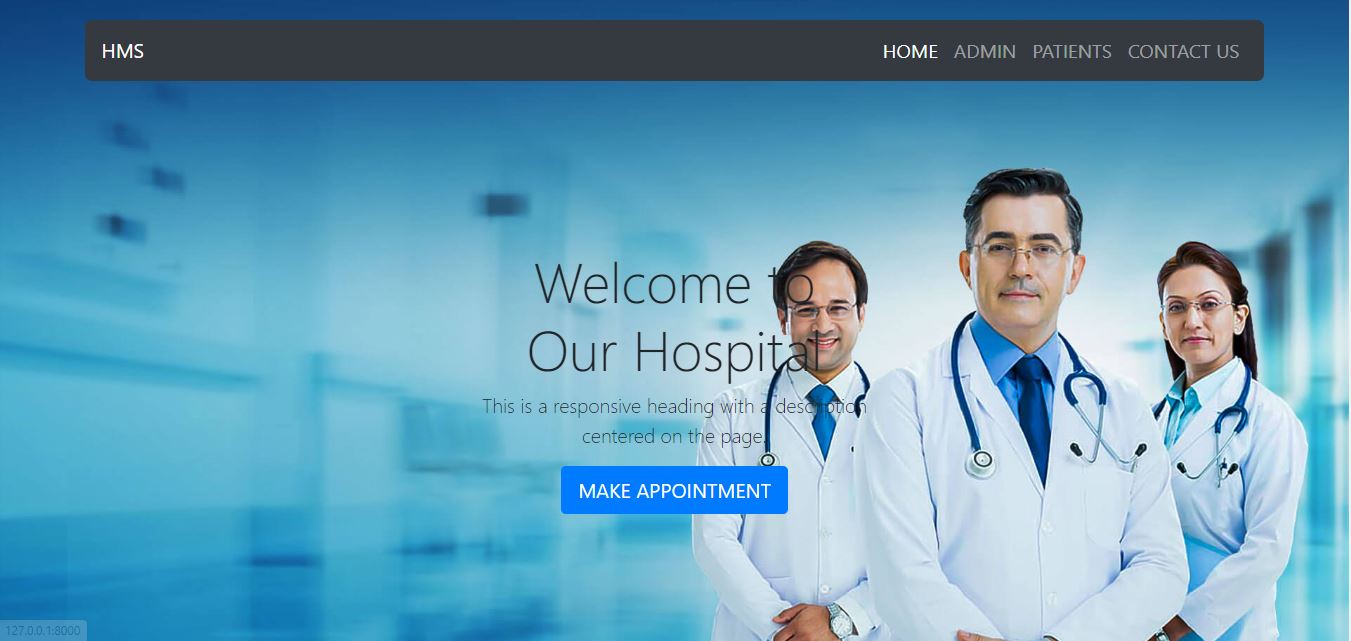 HMS
HOME ADMIN PATIENTS CONTACT US
Welcome to
Our Hospital
This is a responsive heading with a description
centered on the page.
MAKE APPOINTMENT
127.0.0.1:8000